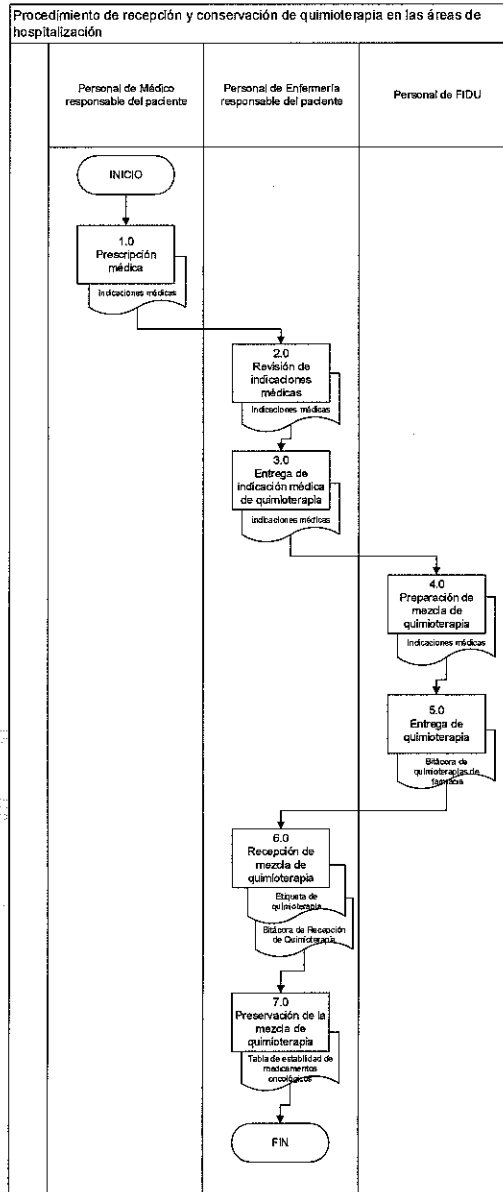 Procedimiento de recepción y conservación de quimioterapia en las áreas de
hospitalización
Personal de Médico
responsable del paciente
Personal de Enfermería
responsable del paciente
Personal de FIDU
INICIO
1.0
Prescripción
médica
Indicaciones médicas
2.0
Revisión de
indicaciones
médicas
Indicaciones médicas
3.0
Entrega de
indicación médica
de quimioterapia
Indicaciones médicas
4.0
Preparación de
mezcla de
quimioterapia
Indicaciones médicas
5.0
Entrega de
quimioterapia
Bitácora de
quimioterapias de
farmacia
6.0
Recepción de
mezcla de
quimioterapia
Etiqueta de
quimioterapia
Bitácora de Recepción
de Quimioterapia
7.0
Preservación de la
mezcla de
quimioterapia
Tabla de estabilidad de
medicamentos
oncológicos
FIN